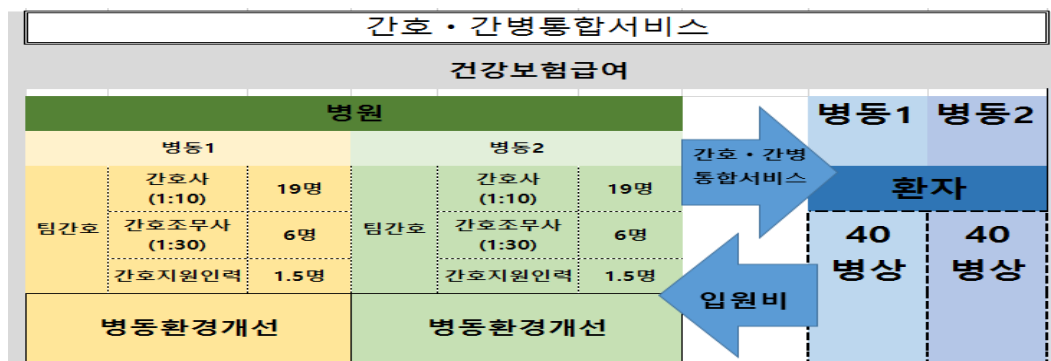 간호・간병통합서비스
건강보험급여
병원
병동1
병동2
팀간호
간호사
(1:10)
19명
간호조무사
(1:30)
6명
간호지원인력
1.5명
팀간호
간호사
(1:10)
19명
간호조무사
(1:30)
6명
간호지원인력
1.5명
병동환경개선
병동환경개선
간호・간병
통합서비스
입원비
병동1
병동2
환자
40
병상
40
병상